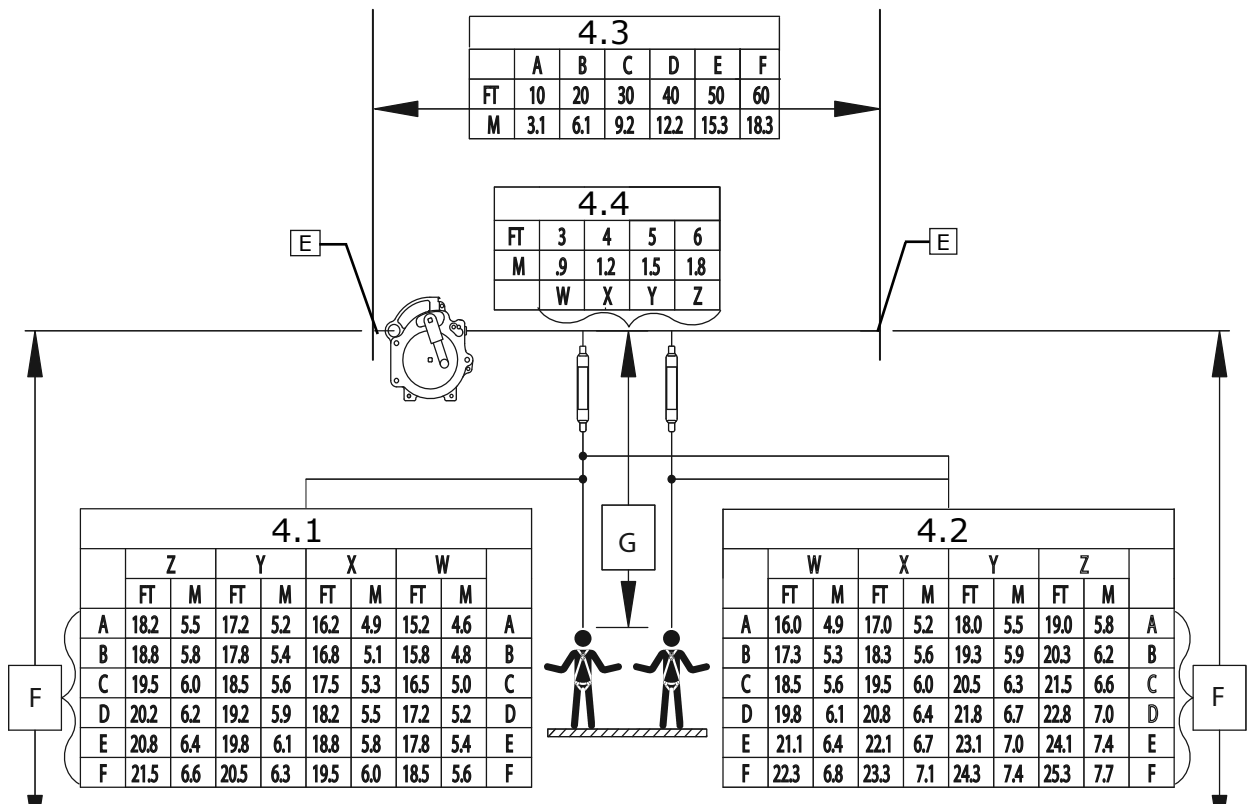 4.3
A B C D E F
FT 10 20 30 40 50 60
M 3.1 6.1 9.2 12.2 15.3 18.3
4.4
FT 3 4 5 6
M .9 1.2 1.5 1.8
W X Y Z
E
E
G
F
F
4.1
Z Y X W
FT M FT M FT M FT M
A 18.2 5.5 17.2 5.2 16.2 4.9 15.2 4.6 A
B 18.8 5.8 17.8 5.4 16.8 5.1 15.8 4.8 B
C 19.5 6.0 18.5 5.6 17.5 5.3 16.5 5.0 C
D 20.2 6.2 19.2 5.9 18.2 5.5 17.2 5.2 D
E 20.8 6.4 19.8 6.1 18.8 5.8 17.8 5.4 E
F 21.5 6.6 20.5 6.3 19.5 6.0 18.5 5.6 F
4.2
W X Y Z
FT M FT M FT M FT M
A 16.0 4.9 17.0 5.2 18.0 5.5 19.0 5.8 A
B 17.3 5.3 18.3 5.6 19.3 5.9 20.3 6.2 B
C 18.5 5.6 19.5 6.0 20.5 6.3 21.5 6.6 C
D 19.8 6.1 20.8 6.4 21.8 6.7 22.8 7.0 D
E 21.1 6.4 22.1 6.7 23.1 7.0 24.1 7.4 E
F 22.3 6.8 23.3 7.1 24.3 7.4 25.3 7.7 F